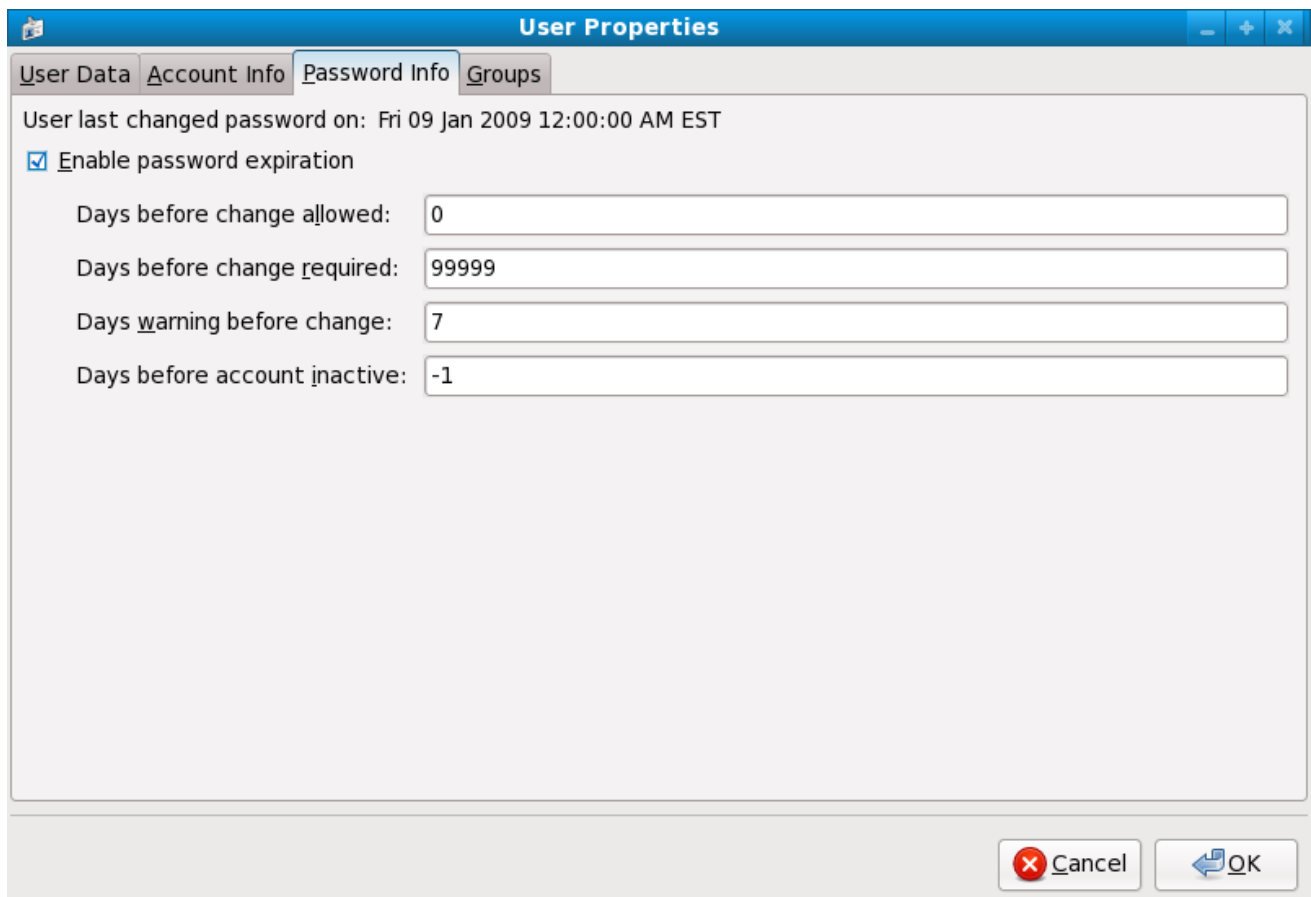 User Properties
User Data Account Info Password Info Groups
User last changed password on: Fri 09 Jan 2009 12:00:00 AM EST
Enable password expiration
Days before change allowed: 0
Days before change required: 99999
Days warning before change: 7
Days before account inactive: -1
Cancel OK